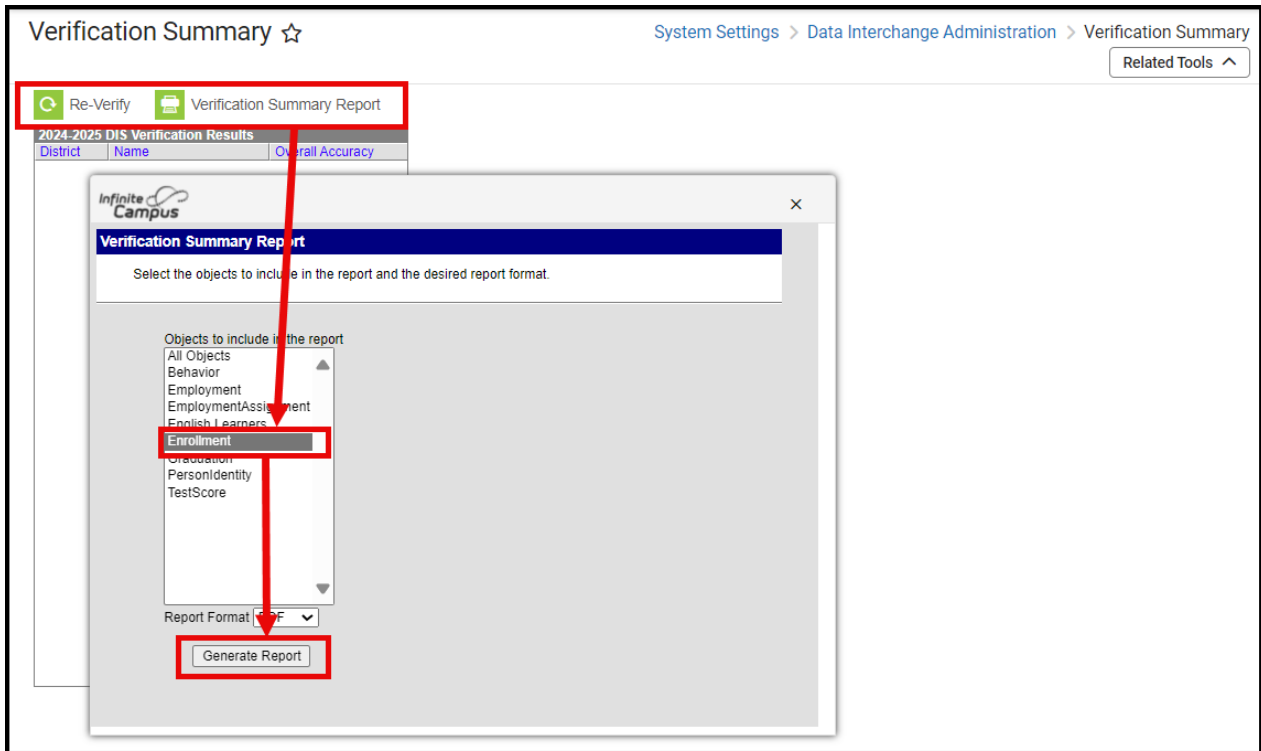 Verification Summary
System Settings > Data Interchange Administration > Verification Summary
Related Tools
Re-Verify Verification Summary Report
2024-2025 DIS Verification Results
District Name Overall Accuracy
Infinite
Campus
Verification Summary Report
Select the objects to include in the report and the desired report format.
Objects to include in the report
All Objects
Behavior
Employment
EmploymentAssignment
English Learners
Enrollment
Graduation
PersonIdentity
TestScore
Report Format PDF
Generate Report